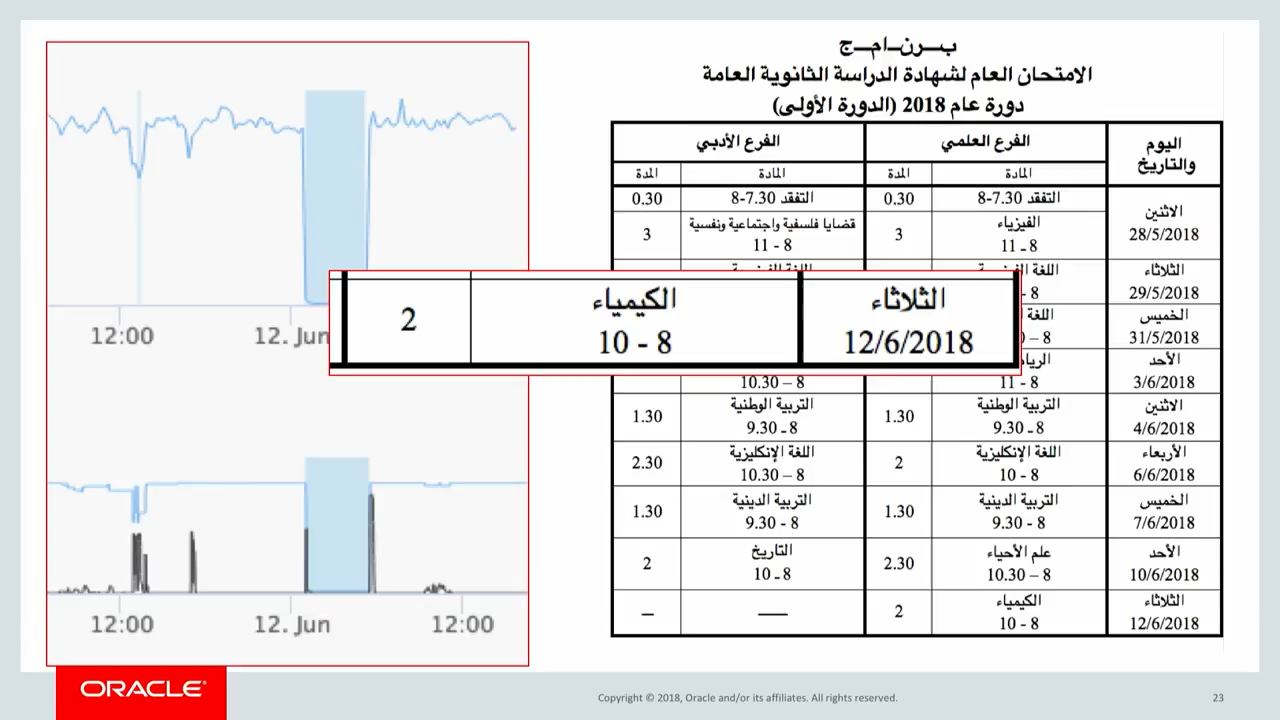 بــرنــامــج
الامتحان العام لشهادة الدراسة الثانوية العامة
دورة عام 2018 (الدورة الأولى)
اليوم والتاريخ
الفرع العلمي
الفرع الأدبي
المادة
المدة
المادة
المدة
الاثنين
28/5/2018
التفقد 7.30-8
0.30
التفقد 7.30-8
0.30
الفيزياء
8 ـ 11
3
قضايا فلسفية واجتماعية ونفسية
8 - 11
3
الثلاثاء
29/5/2018
اللغة
8 -
الخميس
31/5/2018
الأحد
3/6/2018
8 - 11
8 – 10.30
الاثنين
4/6/2018
التربية الوطنية
8 ـ 9.30
1.30
التربية الوطنية
8 ـ 9.30
1.30
الأربعاء
6/6/2018
اللغة الإنكليزية
8 - 10
2
اللغة الإنكليزية
8 – 10.30
2.30
الخميس
7/6/2018
التربية الدينية
8 - 9.30
1.30
التربية الدينية
8 - 9.30
1.30
الأحد
10/6/2018
علم الأحياء
8 – 10.30
2.30
التاريخ
8 ـ 10
2
الثلاثاء
12/6/2018
الكيمياء
8 - 10
2
—
—
الثلاثاء
12/6/2018
الكيمياء
8 - 10
2
12:00
12. Jun
12:00
12. Jun
12:00
ORACLE®
Copyright © 2018, Oracle and/or its affiliates. All rights reserved.
23